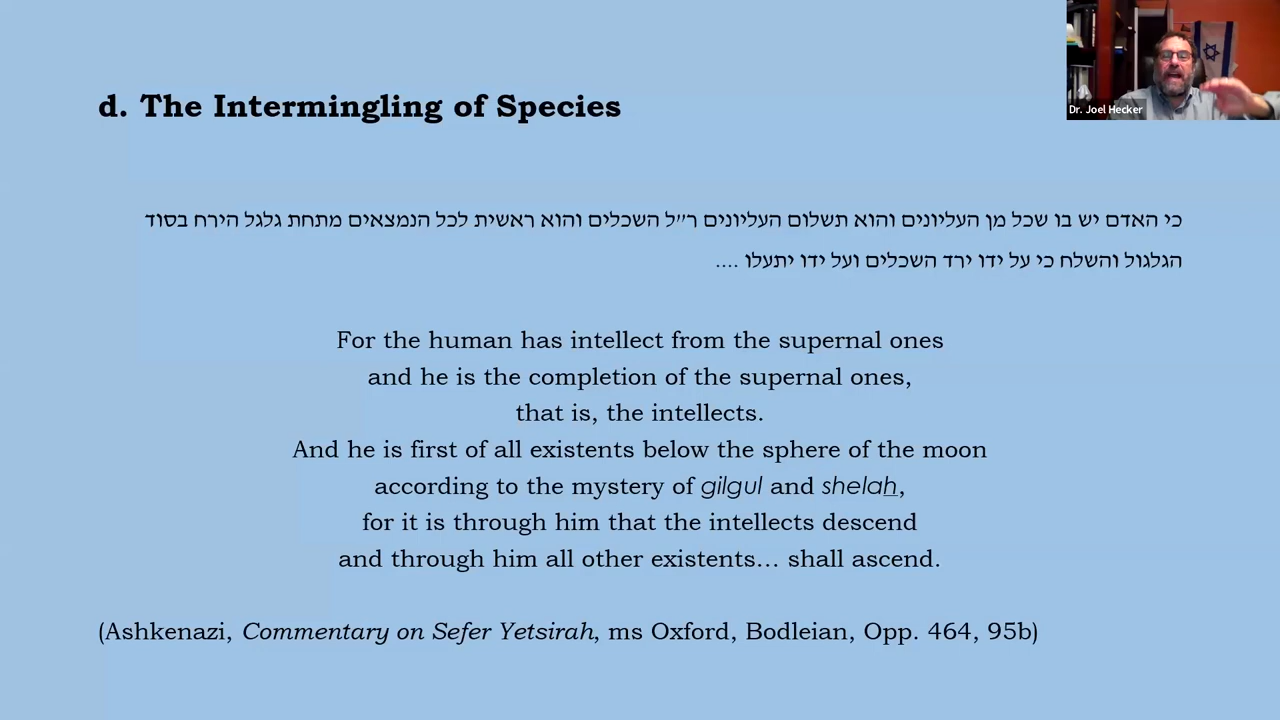 Dr. Joel Hecker
d. The Intermingling of Species
כי האדם יש בו שכל מן העליונים והוא תשלום העליונים ר״ל השכלים והוא ראשית לכל הנמצאים מתחת גלגל הירח בסוד
הגלגול והשלח כי על ידו ירד השכלים ועל ידו יתעלו ....
For the human has intellect from the supernal ones
and he is the completion of the supernal ones,
that is, the intellects.
And he is first of all existents below the sphere of the moon
according to the mystery of gilgul and shelaẖ,
for it is through him that the intellects descend
and through him all other existents… shall ascend.
(Ashkenazi, Commentary on Sefer Yetsirah, ms Oxford, Bodleian, Opp. 464, 95b)